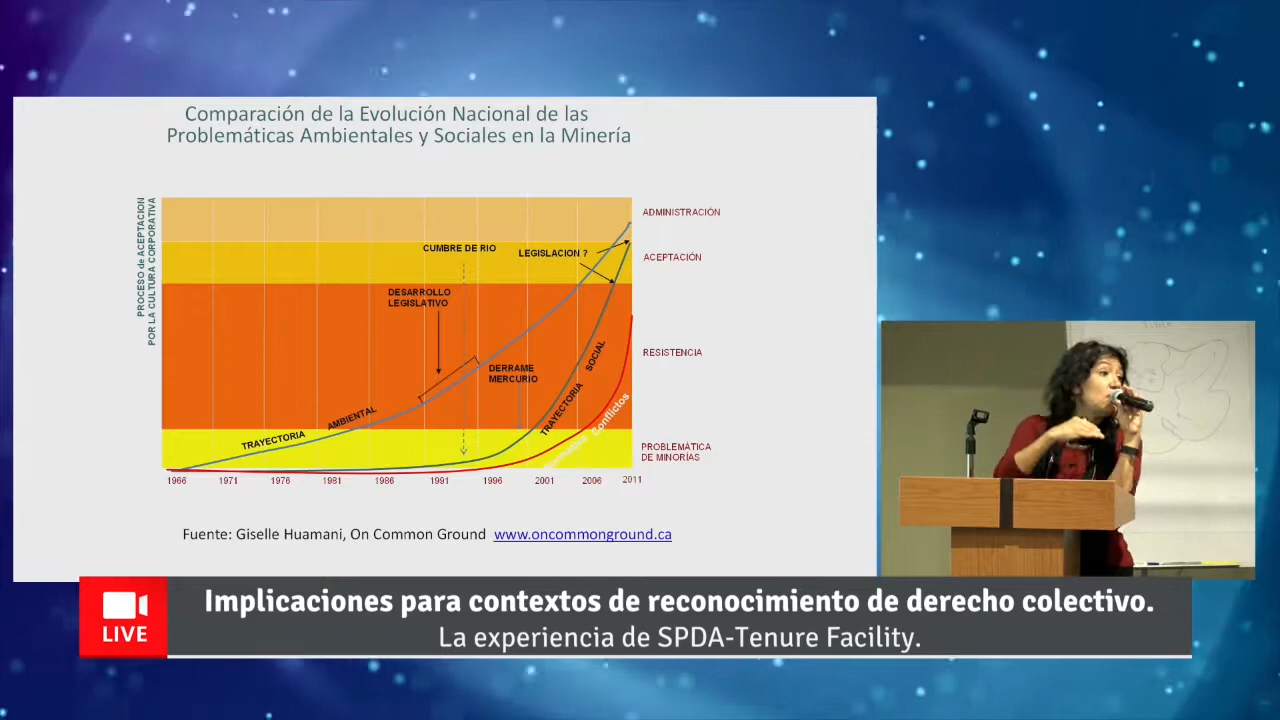 Comparación de la Evolución Nacional de las
Problemáticas Ambientales y Sociales en la Minería
PROCESO de ACEPTACION
POR LA CULTURA CORPORATIVA
ADMINISTRACIÓN
CUMBRE DE RIO
LEGISLACION ?
ACEPTACIÓN
DESARROLLO
LEGISLATIVO
RESISTENCIA
DERRAME
MERCURIO
TRAYECTORIA AMBIENTAL
TRAYECTORIA SOCIAL
Conflictos
PROBLEMÁTICA
DE MINORÍAS
1966 1971 1976 1981 1986 1991 1996 2001 2006 2011
Fuente: Giselle Huamani, On Common Ground www.oncommonground.ca
LIVE
Implicaciones para contextos de reconocimiento de derecho colectivo.
La experiencia de SPDA-Tenure Facility.